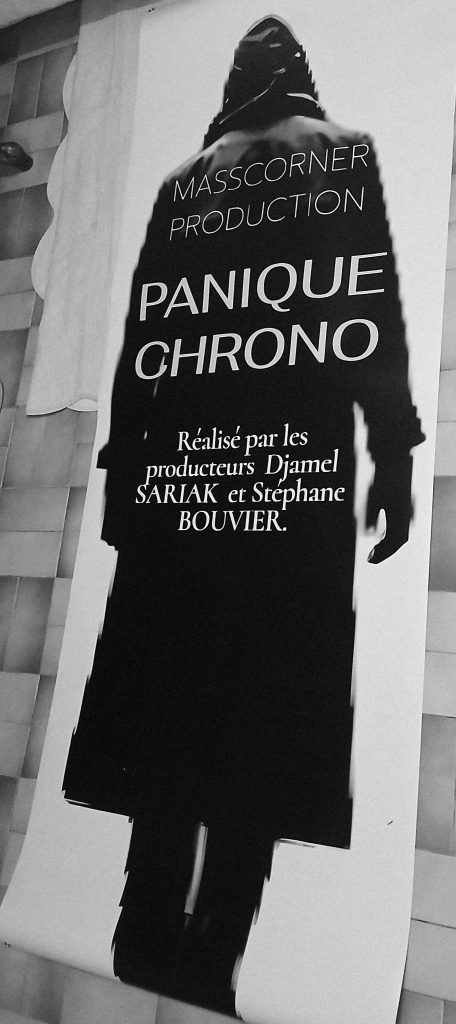 MASSCORNER
PRODUCTION
PANIQUE
CHRONO
Réalisé par les
producteurs Djamel
SARIAK et Stéphane
BOUVIER.